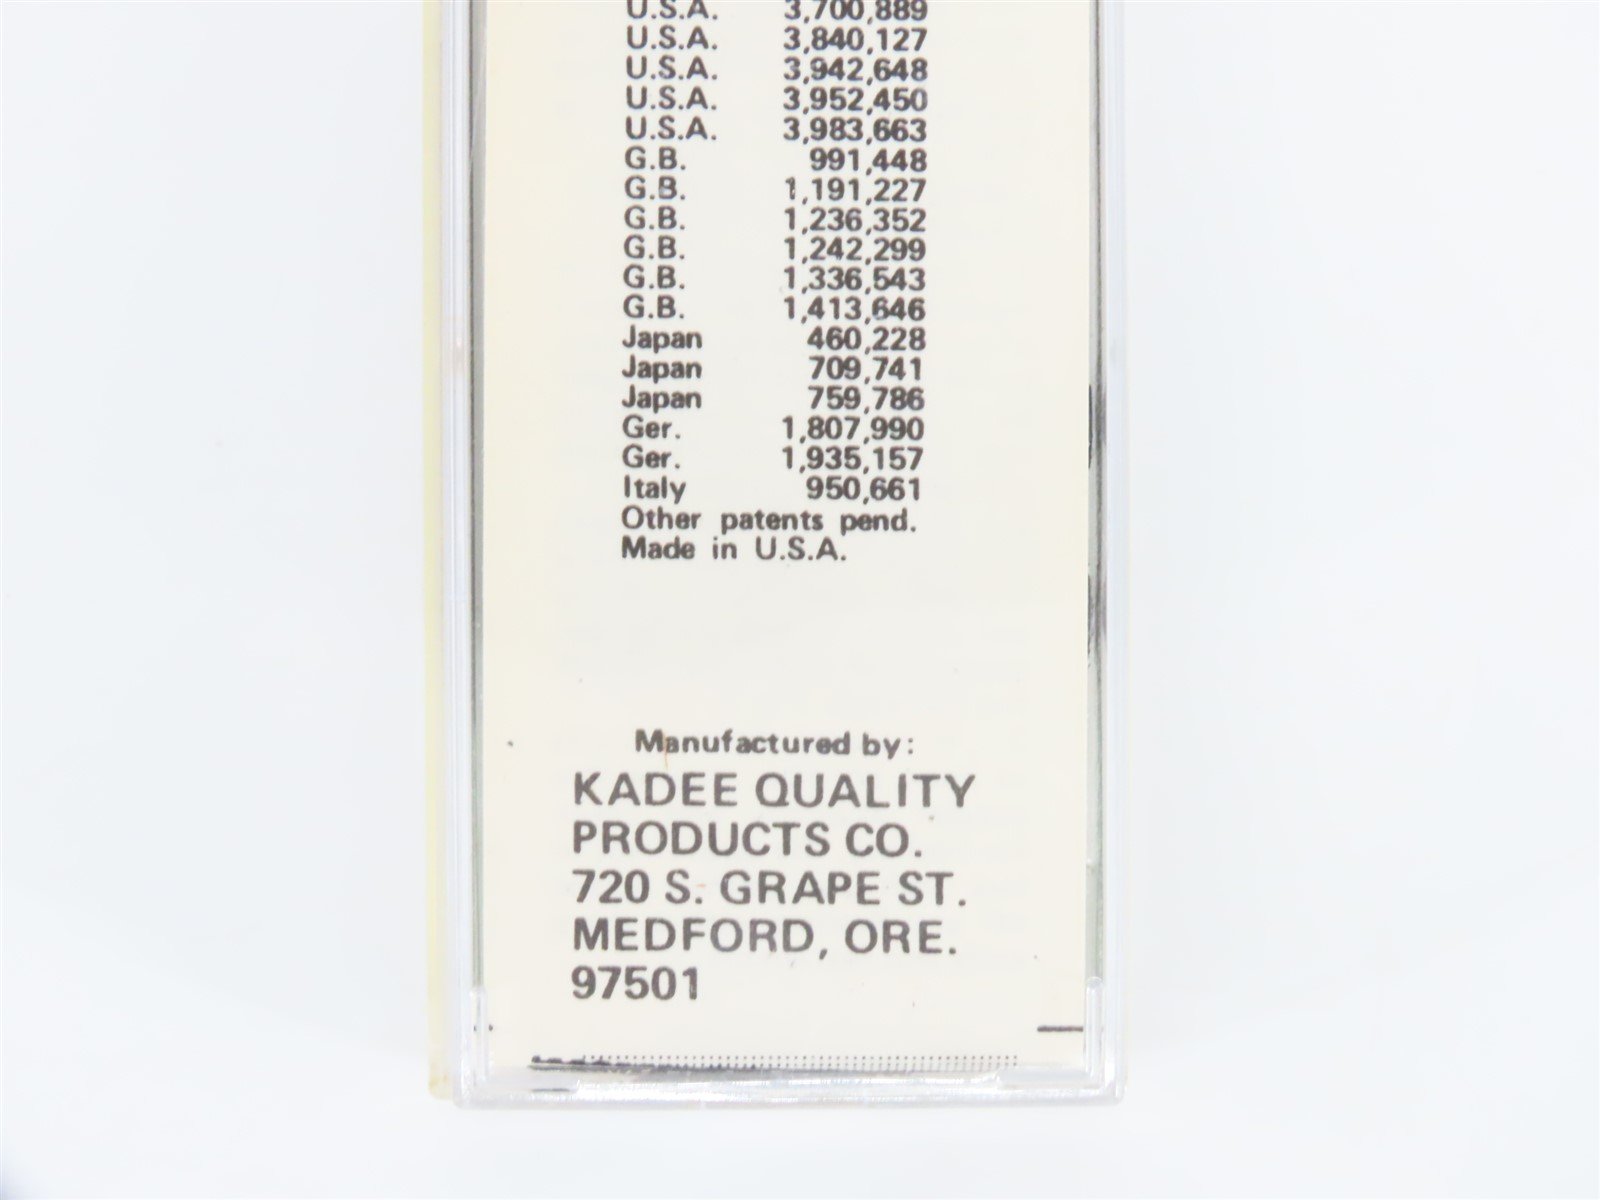 U.S.A. 3,700,889
U.S.A. 3,840,127
U.S.A. 3,942,648
U.S.A. 3,952,450
U.S.A. 3,983,663
G.B. 991,448
G.B. 1,191,227
G.B. 1,236,352
G.B. 1,242,299
G.B. 1,336,543
G.B. 1,413,646
Japan 460,228
Japan 709,741
Japan 759,786
Ger. 1,807,990
Ger. 1,935,157
Italy 950,661
Other patents pend.
Made in U.S.A.
Manufactured by:
KADEE QUALITY
PRODUCTS CO.
720 S. GRAPE ST.
MEDFORD, ORE.
97501